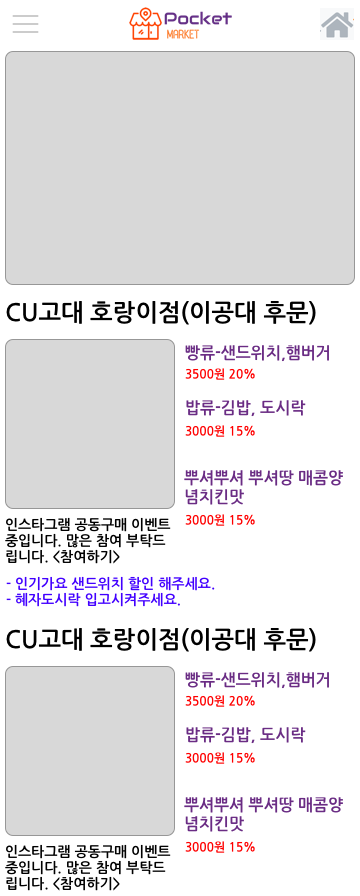 Pocket
MARKET
CU고대 호랑이점(이공대 후문)
빵류-샌드위치,햄버거
3500원 20%
밥류-김밥, 도시락
3000원 15%
뿌셔뿌셔 뿌셔땅 매콤양
념치킨맛
3000원 15%
인스타그램 공동구매 이벤트
중입니다. 많은 참여 부탁드
립니다. <참여하기>
- 인기가요 샌드위치 할인 해주세요.
- 혜자도시락 입고시켜주세요.
CU고대 호랑이점(이공대 후문)
빵류-샌드위치,햄버거
3500원 20%
밥류-김밥, 도시락
3000원 15%
뿌셔뿌셔 뿌셔땅 매콤양
념치킨맛
3000원 15%
인스타그램 공동구매 이벤트
중입니다. 많은 참여 부탁드
립니다. <참여하기>